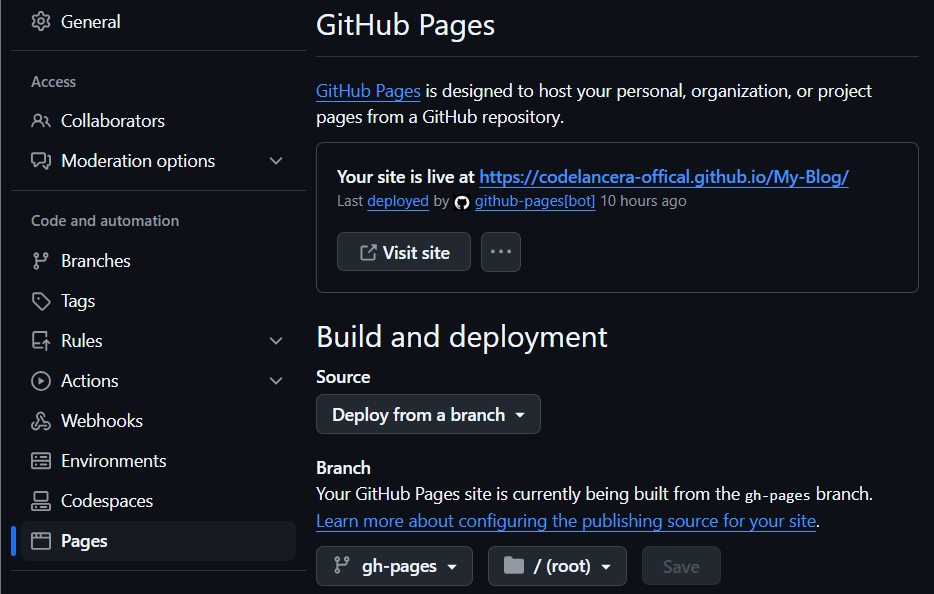 General
Access
Collaborators
Moderation options
Code and automation
Branches
Tags
Rules
Actions
Webhooks
Environments
Codespaces
Pages
GitHub Pages
GitHub Pages is designed to host your personal, organization, or project
pages from a GitHub repository.
Your site is live at https://codelancera-offical.github.io/My-Blog/
Last deployed by github-pages[bot] 10 hours ago
Visit site
Build and deployment
Source
Deploy from a branch
Branch
Your GitHub Pages site is currently being built from the gh-pages branch.
Learn more about configuring the publishing source for your site.
gh-pages / (root) Save